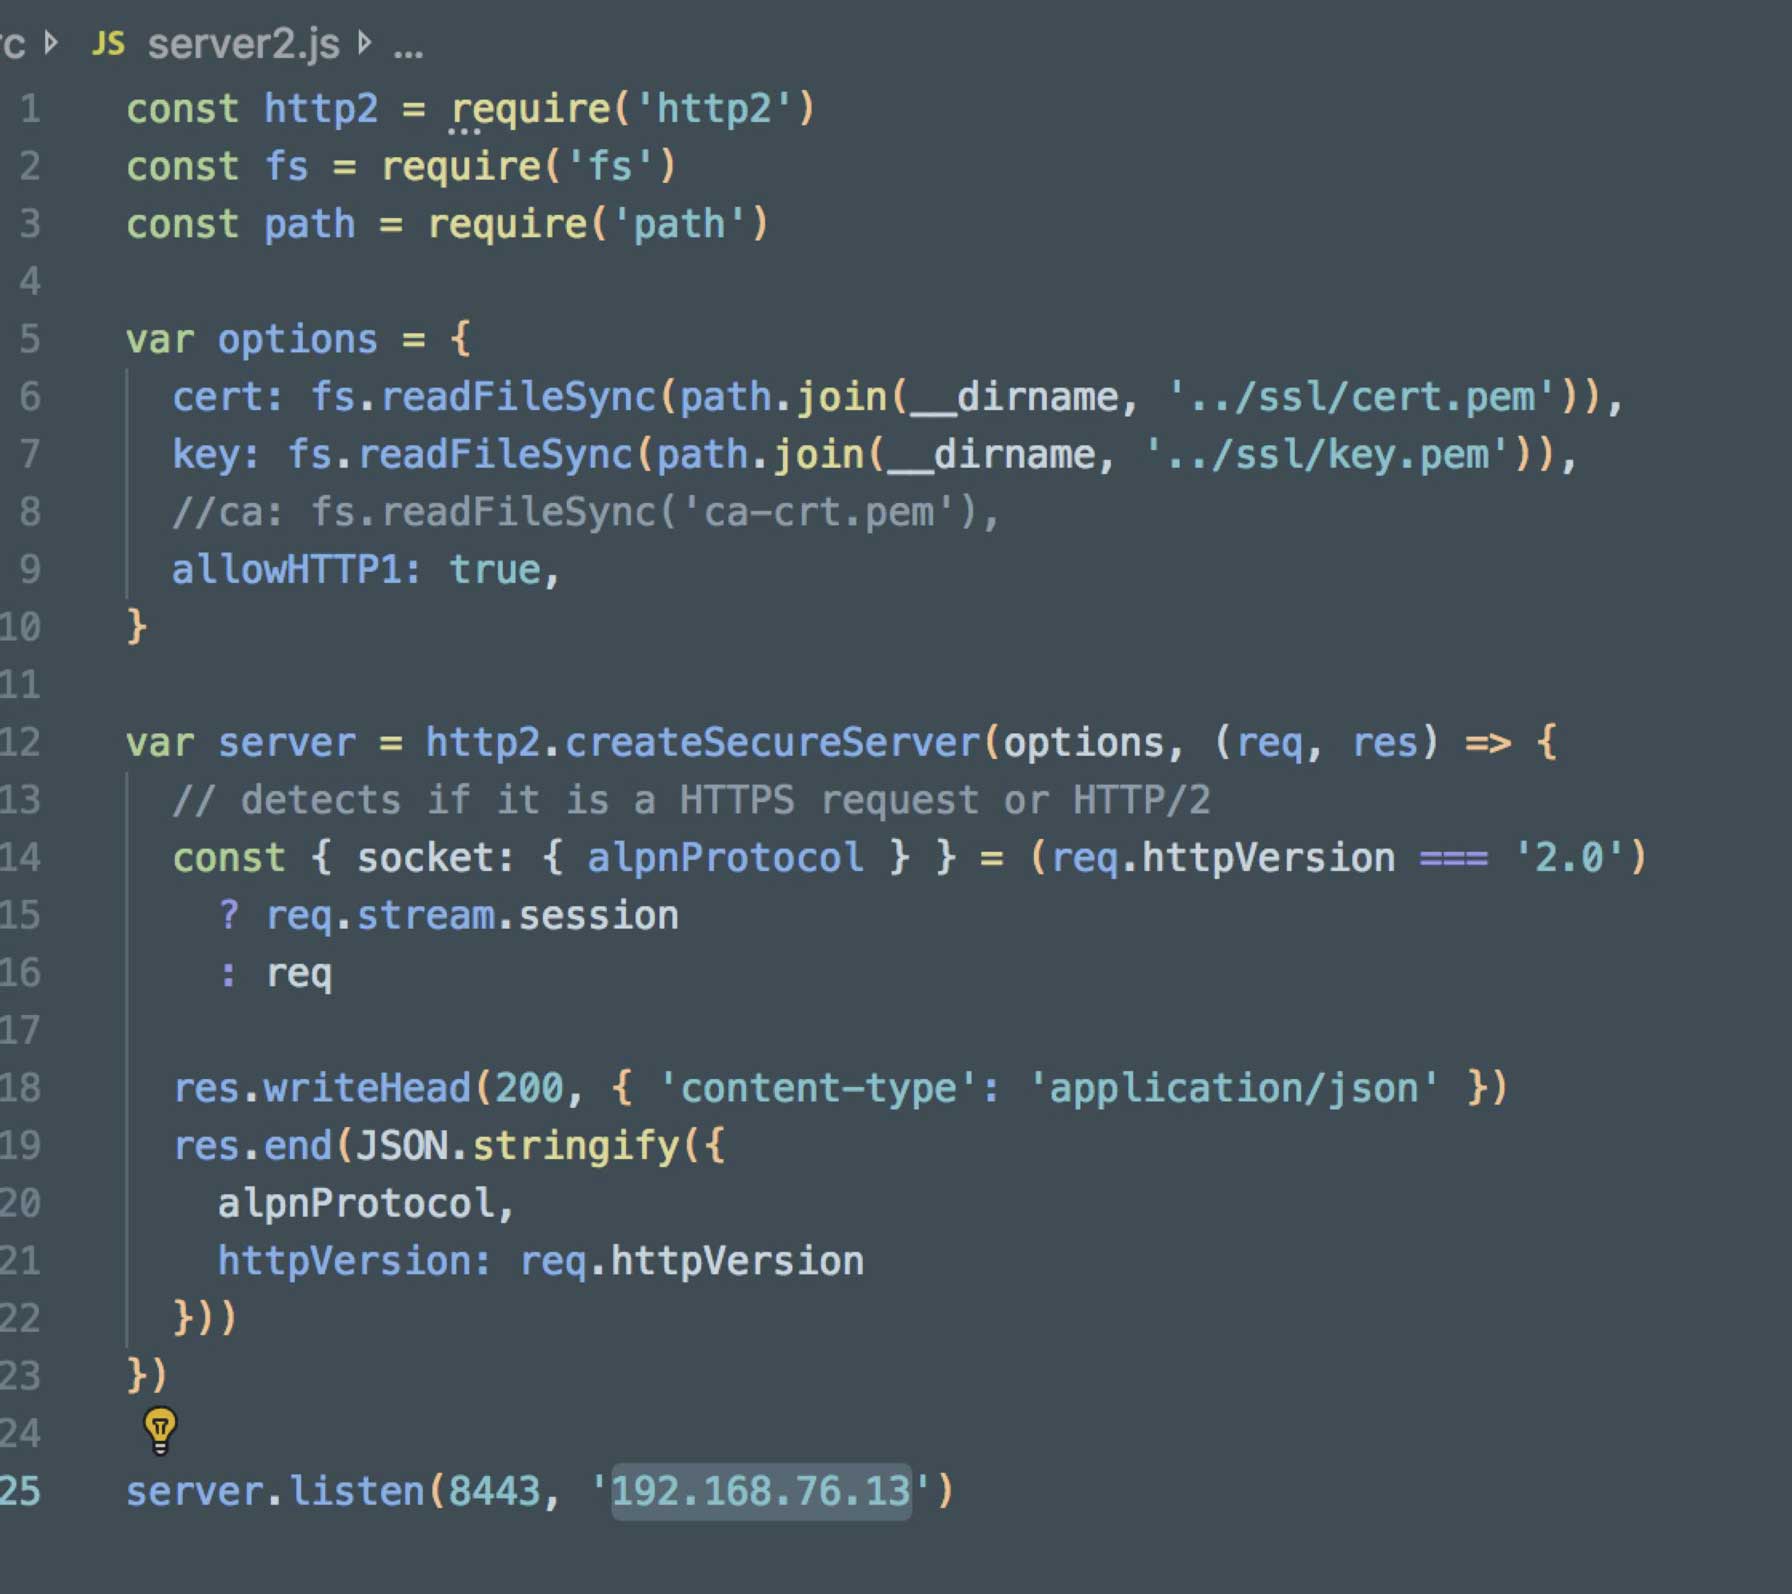 rc JS server2.js ...
1 const http2 = require('http2')
2 const fs = require('fs')
3 const path = require('path')
4
5 var options = {
6   cert: fs.readFileSync(path.join(__dirname, '../ssl/cert.pem')),
7   key: fs.readFileSync(path.join(__dirname, '../ssl/key.pem')),
8   //ca: fs.readFileSync('ca-crt.pem'),
9   allowHTTP1: true,
10 }
11
12 var server = http2.createSecureServer(options, (req, res) => {
13   // detects if it is a HTTPS request or HTTP/2
14   const { socket: { alpnProtocol } } = (req.httpVersion === '2.0')
15     ? req.stream.session
16     : req
17
18   res.writeHead(200, { 'content-type': 'application/json' })
19   res.end(JSON.stringify({
20     alpnProtocol,
21     httpVersion: req.httpVersion
22   }))
23 })
24
25 server.listen(8443, '192.168.76.13')